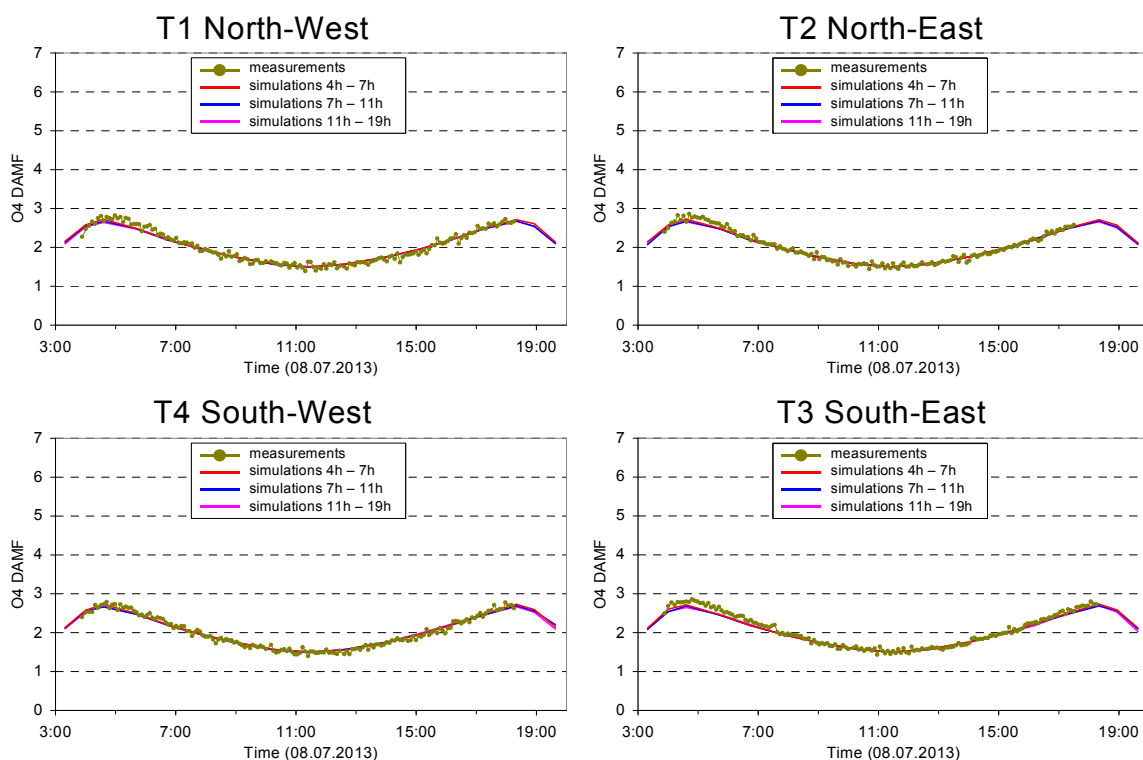 T1 North-West
7
6
5
4
3
2
1
0
O4 DAMF
measurements
simulations 4h – 7h
simulations 7h – 11h
simulations 11h – 19h
3:00 7:00 11:00 15:00 19:00
Time (08.07.2013)
T2 North-East
7
6
5
4
3
2
1
0
O4 DAMF
measurements
simulations 4h – 7h
simulations 7h – 11h
simulations 11h – 19h
3:00 7:00 11:00 15:00 19:00
Time (08.07.2013)
T4 South-West
7
6
5
4
3
2
1
0
O4 DAMF
measurements
simulations 4h – 7h
simulations 7h – 11h
simulations 11h – 19h
3:00 7:00 11:00 15:00 19:00
Time (08.07.2013)
T3 South-East
7
6
5
4
3
2
1
0
O4 DAMF
measurements
simulations 4h – 7h
simulations 7h – 11h
simulations 11h – 19h
3:00 7:00 11:00 15:00 19:00
Time (08.07.2013)